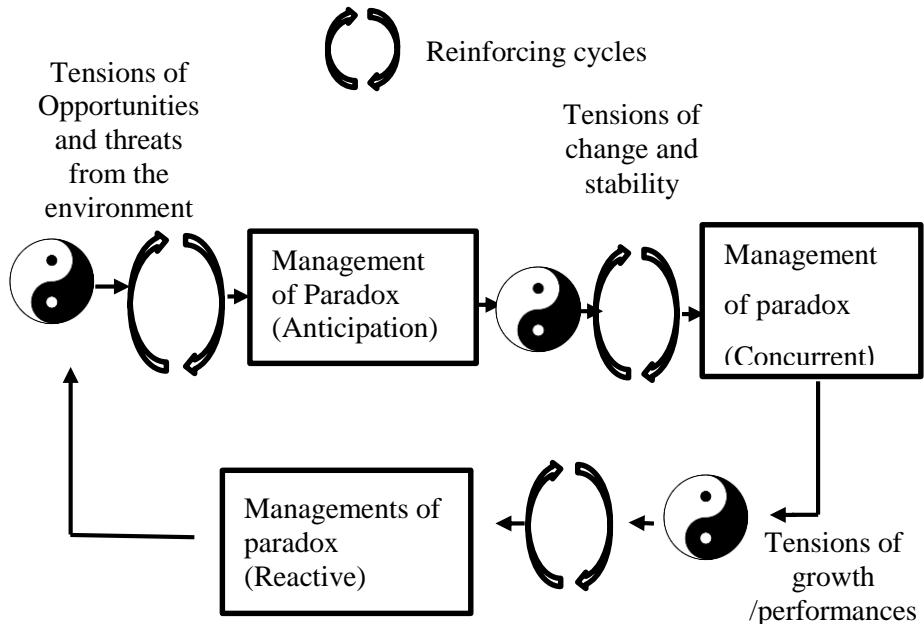 Reinforcing cycles
Tensions of
Opportunities
and threats
from the
environment
Tensions of
change and
stability
Management
of Paradox
(Anticipation)
Management
of paradox
(Concurrent)
Managements of
paradox
(Reactive)
Tensions of
growth
/performances